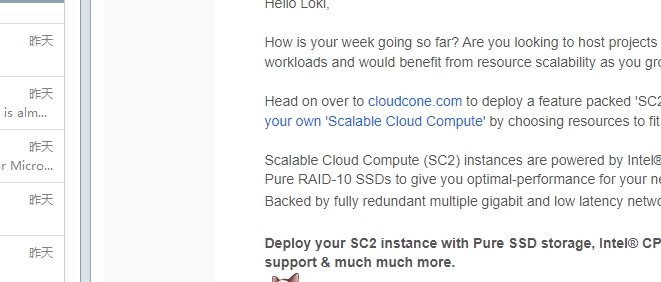 昨天
昨天
is alm...
昨天
r Micro...
昨天
昨天
Hello Loki,
How is your week going so far? Are you looking to host projects
workloads and would benefit from resource scalability as you gro
Head on over to cloudcone.com to deploy a feature packed 'SC2
your own 'Scalable Cloud Compute' by choosing resources to fit
Scalable Cloud Compute (SC2) instances are powered by Intel®
Pure RAID-10 SSDs to give you optimal-performance for your ne
Backed by fully redundant multiple gigabit and low latency netwo
Deploy your SC2 instance with Pure SSD storage, Intel® CP
support & much much more.